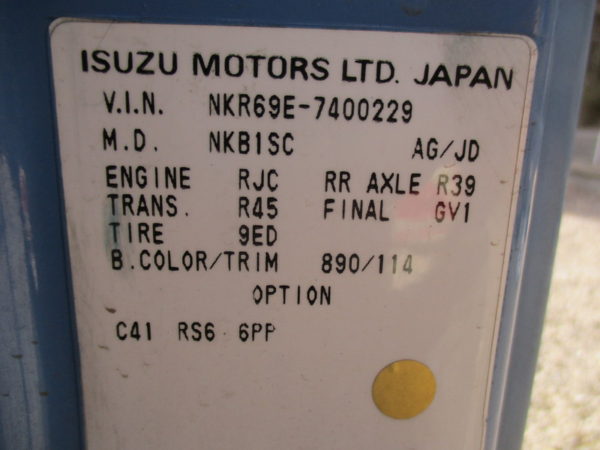 ISUZU MOTORS LTD. JAPAN
V.I.N. NKR69E-7400229
M.D. NKB1SC AG/JD
ENGINE RJC RR AXLE R39
TRANS. R45 FINAL GV1
TIRE 9ED
B.COLOR/TRIM 890/114
OPTION
C41 RS6 6PP